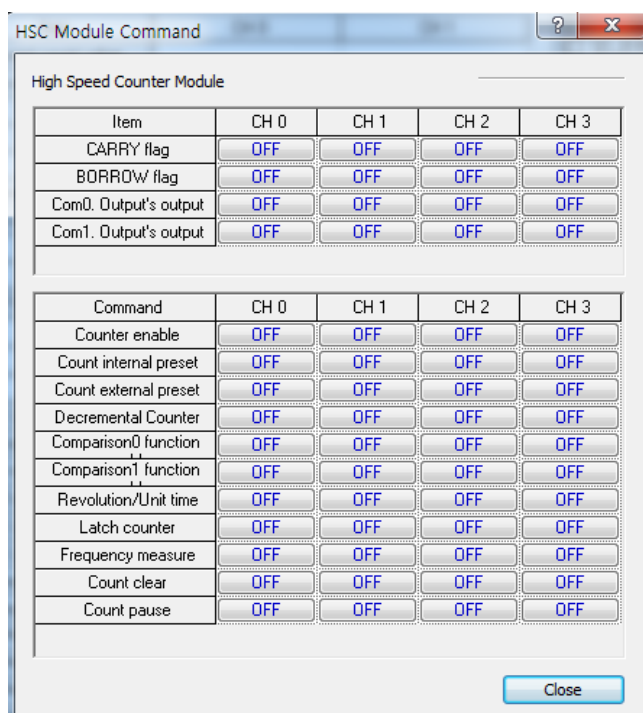 HSC Module Command
High Speed Counter Module
Item CH 0 CH 1 CH 2 CH 3
CARRY flag OFF OFF OFF OFF
BORROW flag OFF OFF OFF OFF
Com0. Output's output OFF OFF OFF OFF
Com1. Output's output OFF OFF OFF OFF
Command CH 0 CH 1 CH 2 CH 3
Counter enable OFF OFF OFF OFF
Count internal preset OFF OFF OFF OFF
Count external preset OFF OFF OFF OFF
Decremental Counter OFF OFF OFF OFF
Comparison0 function OFF OFF OFF OFF
Comparison1 function OFF OFF OFF OFF
Revolution/Unit time OFF OFF OFF OFF
Latch counter OFF OFF OFF OFF
Frequency measure OFF OFF OFF OFF
Count clear OFF OFF OFF OFF
Count pause OFF OFF OFF OFF
Close